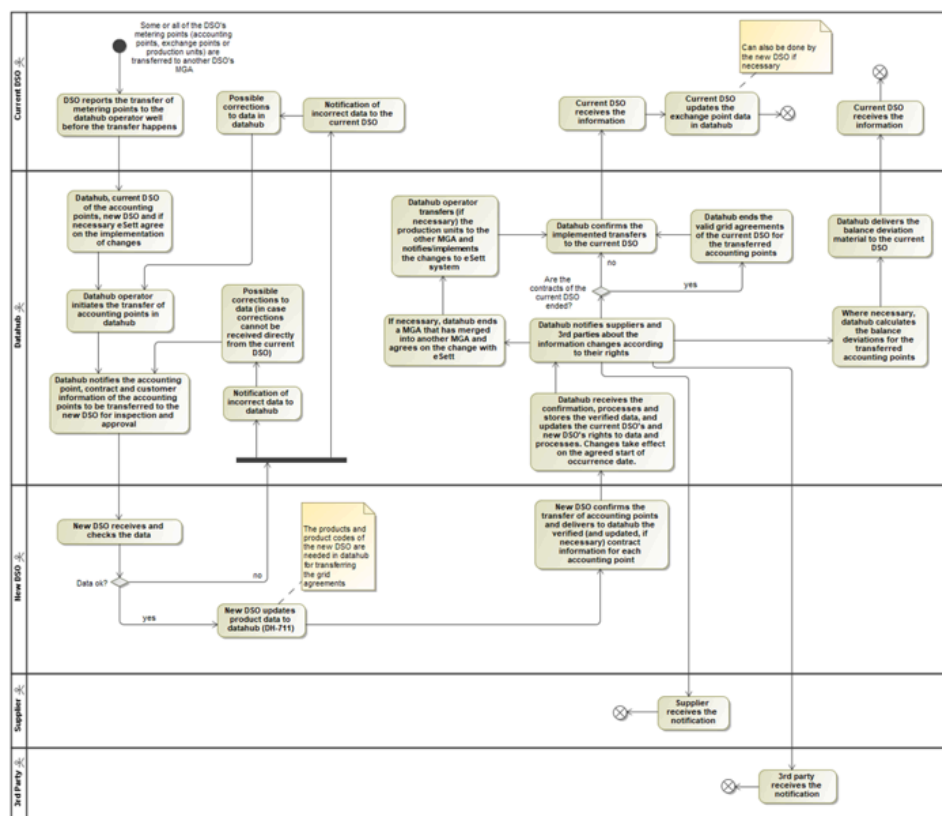 Current DSO
Some or all of the DSO's
metering points (accounting
points, exchange points or
production units) are
transferred to another DSO's
MGA
DSO reports the transfer of
metering points to the
datahub operator well
before the transfer happens
Possible
corrections
to data in
datahub
Notification of
incorrect data to the
current DSO
Current DSO
receives the
information
Current DSO
updates the
exchange point data
in datahub
Can also be done by
the new DSO if
necessary
Current DSO
receives the
information
Datahub
Datahub, current DSO
of the accounting
points, new DSO and if
necessary eSett agree
on the implementation
of changes
Datahub operator
initiates the transfer of
accounting points in
datahub
Datahub notifies the accounting
point, contract and customer
information of the accounting
points to be transferred to the
new DSO for inspection and
approval
Possible
corrections to
data (in case
corrections
cannot be
received directly
from the current
DSO)
Notification of
incorrect data to
datahub
Datahub operator
transfers (if
necessary) the
production units to the
other MGA and
notifies/implements
the changes to eSett
system
If necessary, datahub ends
a MGA that has merged
into another MGA and
agrees on the change with
eSett
Datahub confirms the
implemented transfers
to the current DSO
no
Are the
contracts of the
current DSO
ended?
yes
Datahub ends the
valid grid agreements
of the current DSO for
the transferred
accounting points
Datahub notifies suppliers and
3rd parties about the
information changes according
to their rights
Datahub receives the
confirmation, processes and
stores the verified data, and
updates the current DSO's and
new DSO's rights to data and
processes. Changes take effect
on the agreed start of
occurrence date.
Datahub delivers the
balance deviation
material to the current
DSO
Where necessary,
datahub calculates
the balance
deviations for the
transferred
accounting points
New DSO
New DSO receives and
checks the data
Data ok?
no
yes
The products and
product codes of
the new DSO are
needed in datahub
for transferring
the grid
agreements
New DSO updates
product data to
datahub (DH-711)
New DSO confirms the
transfer of accounting points
and delivers to datahub the
verified (and updated, if
necessary) contract
information for each
accounting point
Supplier
Supplier
receives the
notification
3rd Party
3rd party
receives the
notification